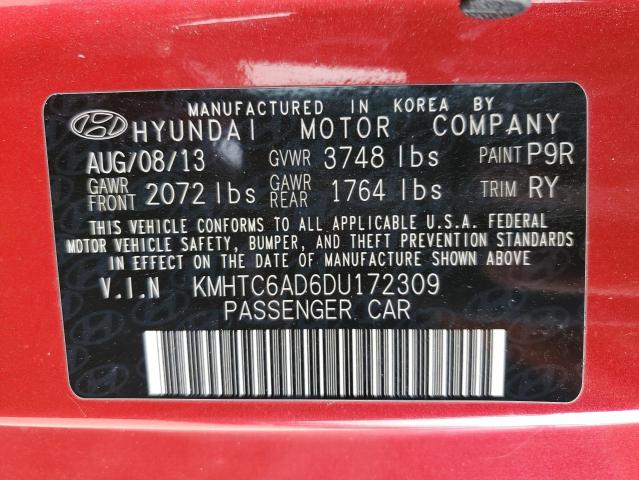 MANUFACTURED IN KOREA BY
HYUNDAI MOTOR COMPANY
AUG/08/13 GVWR 3748 lbs PAINT P9R
GAWR FRONT 2072 lbs GAWR REAR 1764 lbs TRIM RY
THIS VEHICLE CONFORMS TO ALL APPLICABLE U.S.A. FEDERAL
MOTOR VEHICLE SAFETY, BUMPER, AND THEFT PREVENTION STANDARDS
IN EFFECT ON THE DATE OF MANUFACTURE SHOWN ABOVE.
V.I.N KMHTC6AD6DU172309
PASSENGER CAR